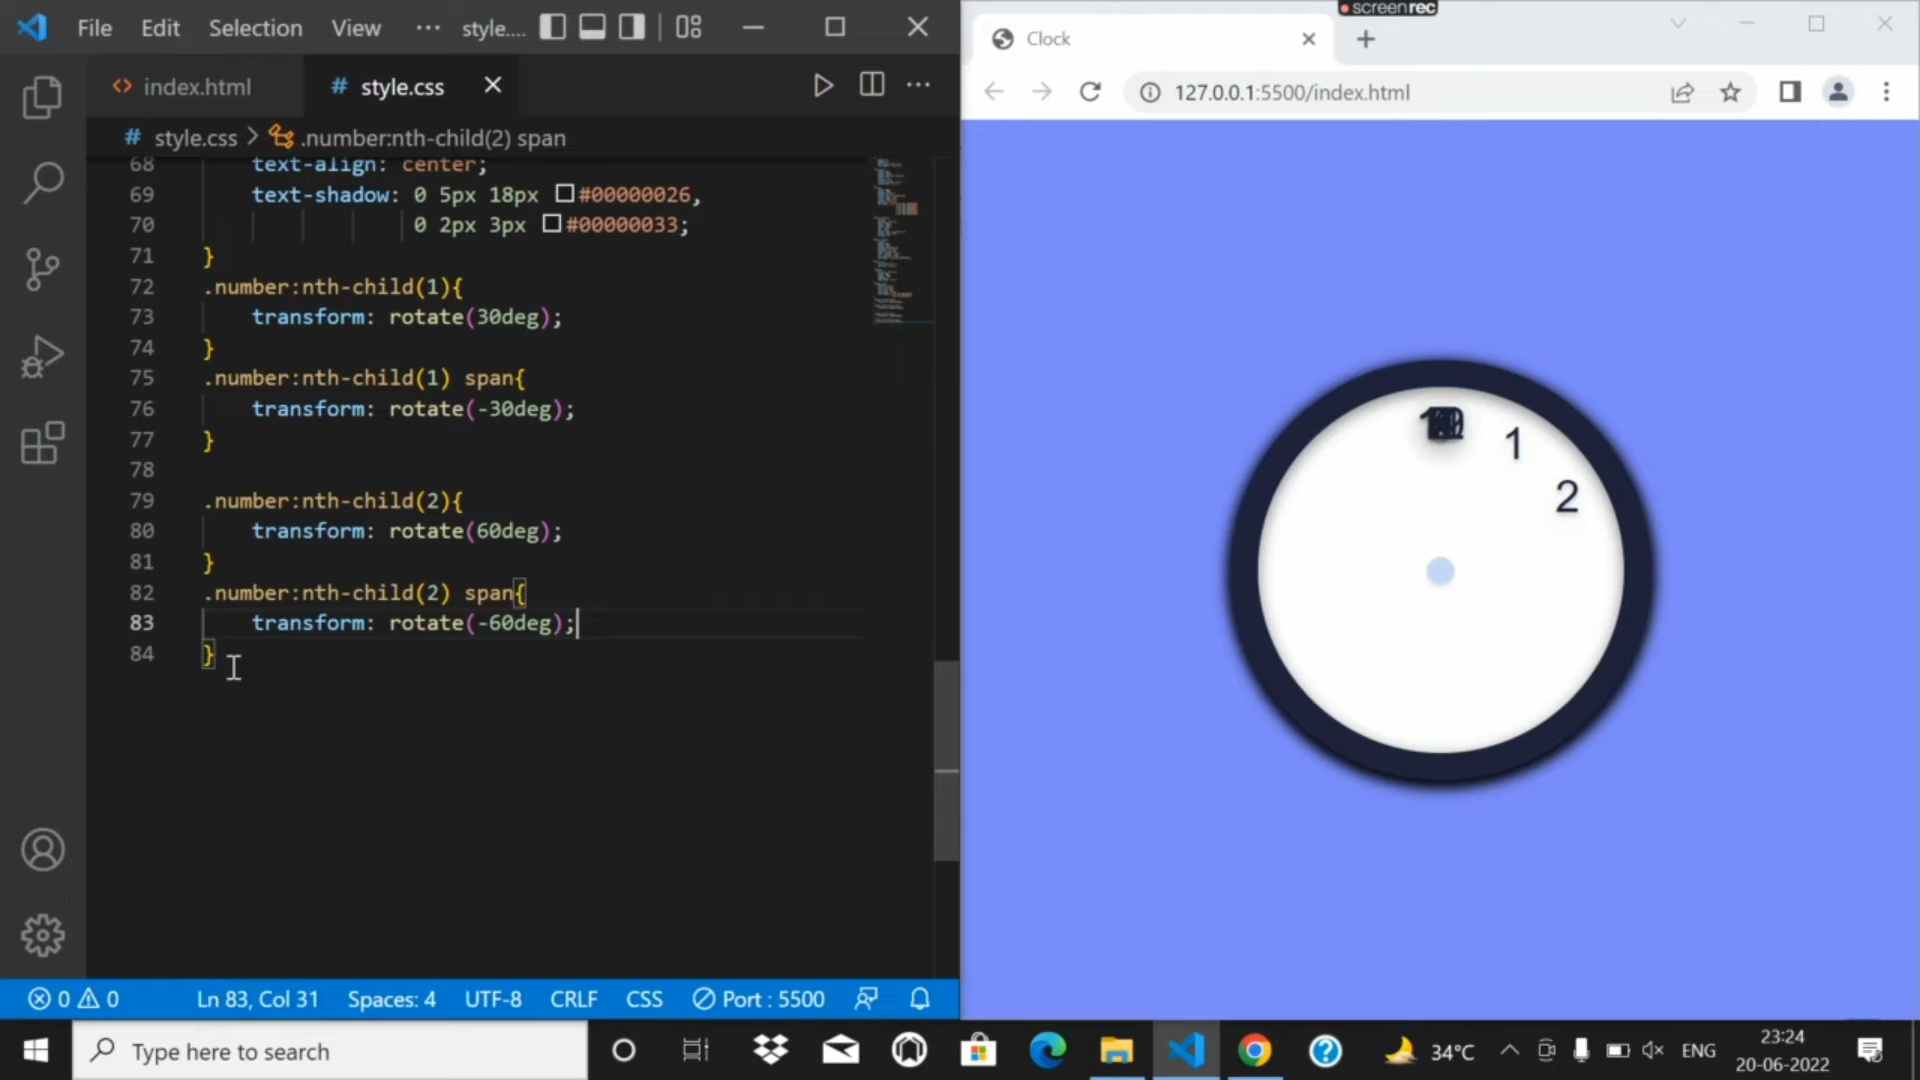 File Edit Selection View ··· style....
index.html
style.css
style.css > .number:nth-child(2) span
68 text-align: center;
69 text-shadow: 0 5px 18px #00000026,
70 0 2px 3px #00000033;
71 }
72 .number:nth-child(1){
73 transform: rotate(30deg);
74 }
75 .number:nth-child(1) span{
76 transform: rotate(-30deg);
77 }
78
79 .number:nth-child(2){
80 transform: rotate(60deg);
81 }
82 .number:nth-child(2) span{
83 transform: rotate(-60deg);
84 }
0 0 Ln 83, Col 31 Spaces: 4 UTF-8 CRLF CSS Port : 5500
screenrec
Clock
127.0.0.1:5500/index.html
1
2
Type here to search
34°C
ENG
23:24
20-06-2022